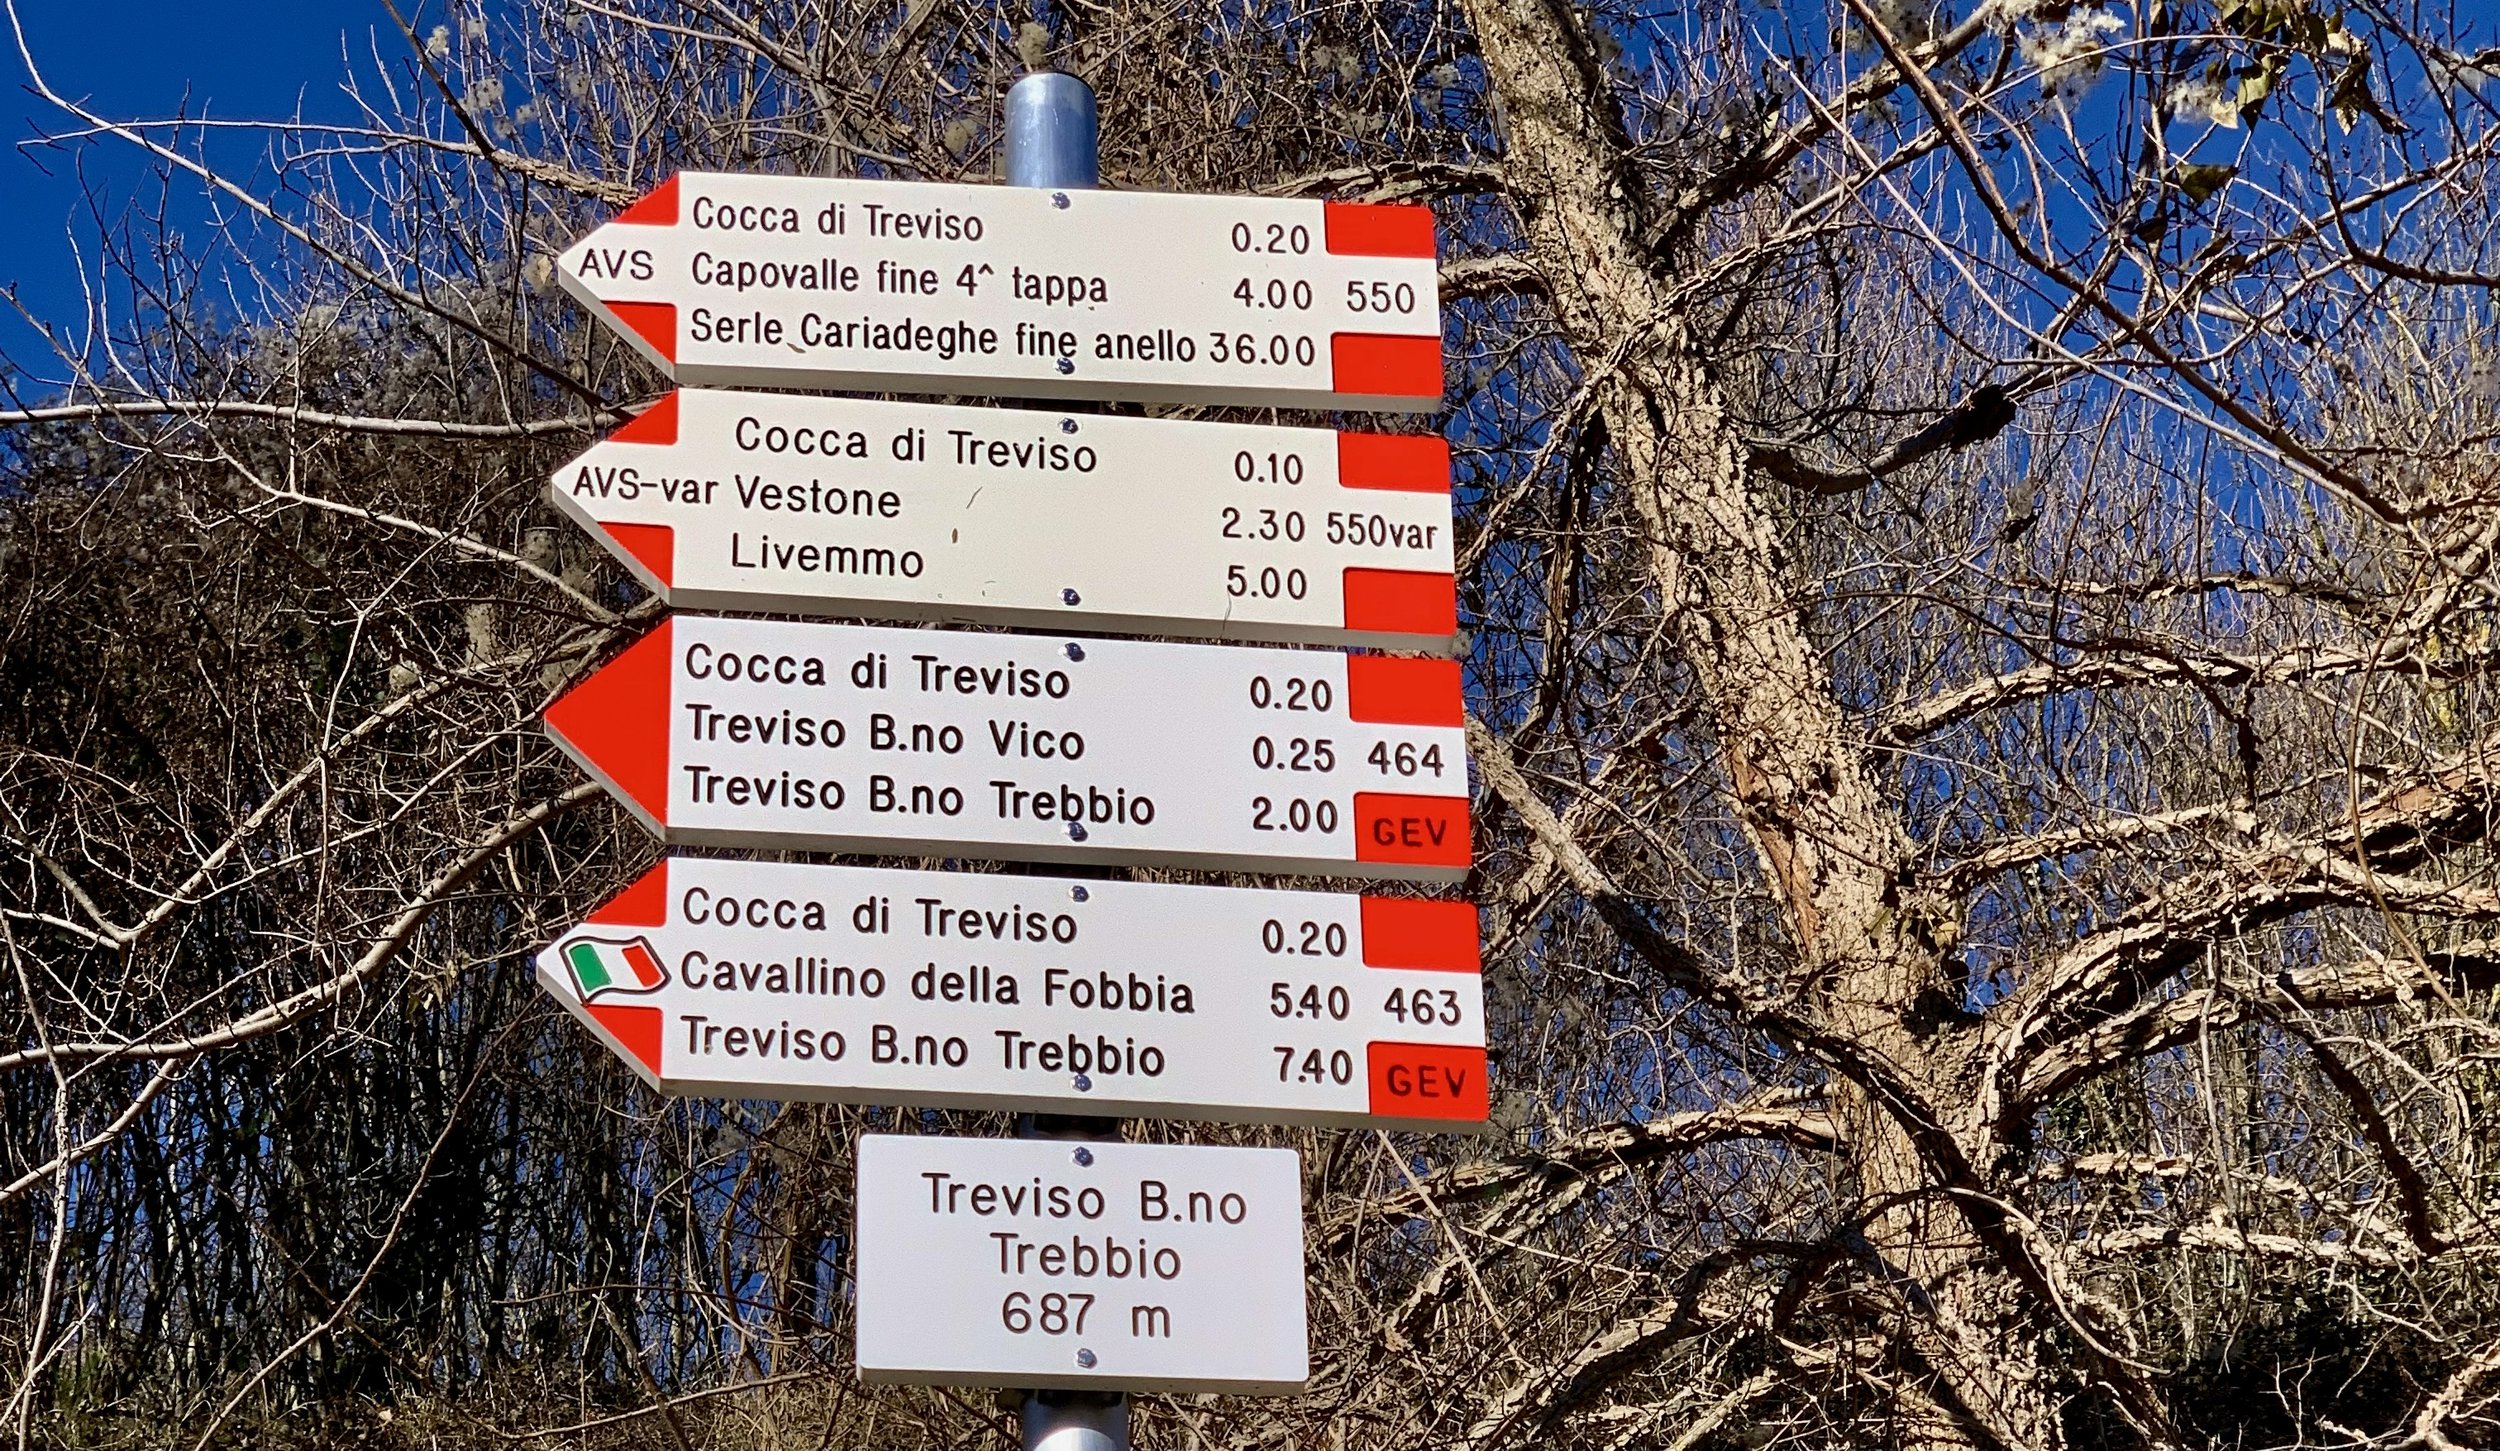 Cocca di Treviso 0.20
AVS Capovalle fine 4^ tappa 4.00 550
Serle Cariadeghe fine anello 36.00
Cocca di Treviso 0.10
AVS-var Vestone 2.30 550var
Livemmo 5.00
Cocca di Treviso 0.20
Treviso B.no Vico 0.25 464
Treviso B.no Trebbio 2.00 GEV
Cocca di Treviso 0.20
Cavallino della Fobbia 5.40 463
Treviso B.no Trebbio 7.40 GEV
Treviso B.no
Trebbio
687 m